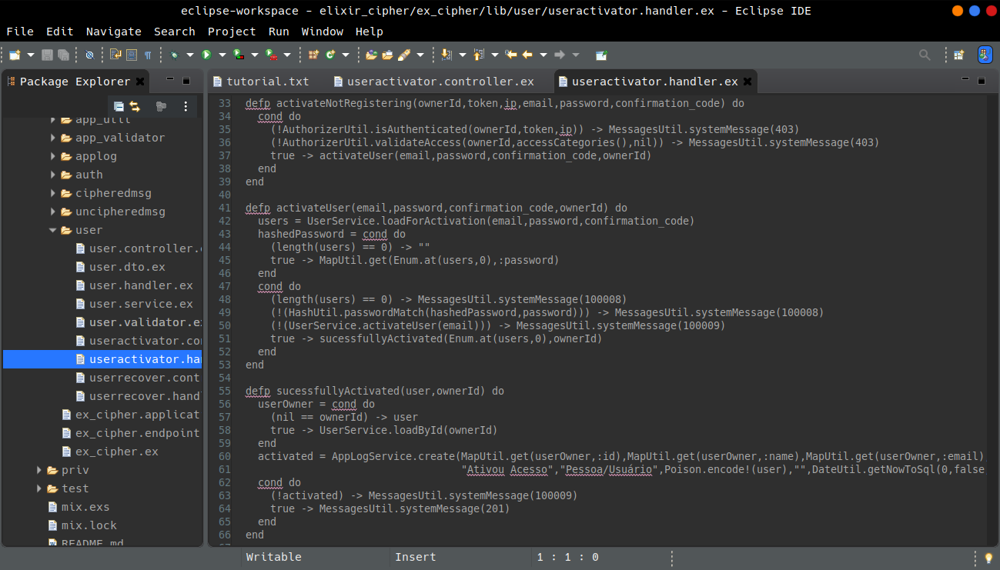 eclipse-workspace - elixir_cipher/ex_cipher/lib/user/useractivator.handler.ex - Eclipse IDE
File Edit Navigate Search Project Run Window Help
Package Explorer
app_util
app_validator
applog
auth
cipheredmsg
uncipheredmsg
user
user.controller.
user.dto.ex
user.handler.ex
user.service.ex
user.validator.ex
useractivator.co
useractivator.ha
userrecover.cont
userrecover.hand
ex_cipher.applicat
ex_cipher.endpoint
ex_cipher.ex
priv
test
mix.exs
mix.lock
README.md
tutorial.txt useractivator.controller.ex useractivator.handler.ex
33 defp activateNotRegistering(ownerId,token,ip,email,password,confirmation_code) do
34 cond do
35 (!AuthorizerUtil.isAuthenticated(ownerId,token,ip)) -> MessagesUtil.systemMessage(403)
36 (!AuthorizerUtil.validateAccess(ownerId,accessCategories(),nil)) -> MessagesUtil.systemMessage(403)
37 true -> activateUser(email,password,confirmation_code,ownerId)
38 end
39 end
40
41 defp activateUser(email,password,confirmation_code,ownerId) do
42 users = UserService.loadForActivation(email,password,confirmation_code)
43 hashedPassword = cond do
44 (length(users) == 0) -> ""
45 true -> MapUtil.get(Enum.at(users,0),:password)
46 end
47 cond do
48 (length(users) == 0) -> MessagesUtil.systemMessage(100008)
49 (!(HashUtil.passwordMatch(hashedPassword,password))) -> MessagesUtil.systemMessage(100008)
50 (!(UserService.activateUser(email))) -> MessagesUtil.systemMessage(100009)
51 true -> sucessfullyActivated(Enum.at(users,0),ownerId)
52 end
53 end
54
55 defp sucessfullyActivated(user,ownerId) do
56 userOwner = cond do
57 (nil == ownerId) -> user
58 true -> UserService.loadById(ownerId)
59 end
60 activated = AppLogService.create(MapUtil.get(userOwner,:id),MapUtil.get(userOwner,:name),MapUtil.get(userOwner,:email)
61 "Ativou Acesso","Pessoa/Usuário",Poison.encode!(user),"",DateUtil.getNowToSql(0,false
62 cond do
63 (!activated) -> MessagesUtil.systemMessage(100009)
64 true -> MessagesUtil.systemMessage(201)
65 end
66 end
Writable Insert 1 : 1 : 0